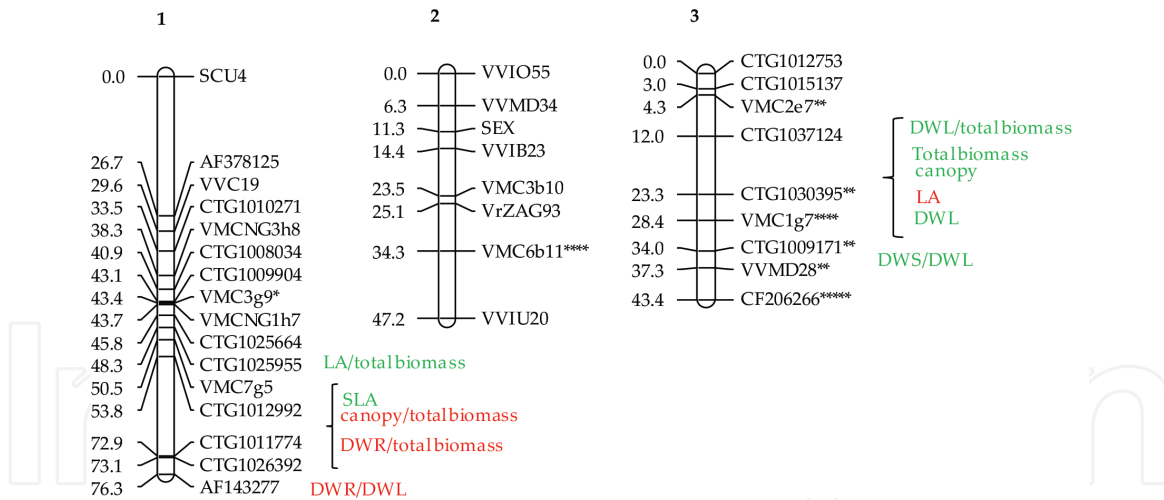 1
0.0 SCU4
26.7 AF378125
29.6 VVC19
33.5 CTG1010271
38.3 VMCNG3h8
40.9 CTG1008034
43.1 CTG1009904
43.4 VMC3g9*
43.7 VMCNG1h7
45.8 CTG1025664
48.3 CTG1025955
50.5 VMC7g5
53.8 CTG1012992
72.9 CTG1011774
73.1 CTG1026392
76.3 AF143277
LA/totalbiomass
SLA
canopy/totalbiomass
DWR/totalbiomass
DWR/DWL
2
0.0 VVIO55
6.3 VVMD34
11.3 SEX
14.4 VVIB23
23.5 VMC3b10
25.1 VrZAG93
34.3 VMC6b11****
47.2 VVIU20
3
0.0 CTG1012753
3.0 CTG1015137
4.3 VMC2e7**
12.0 CTG1037124
23.3 CTG1030395**
28.4 VMC1g7****
34.0 CTG1009171**
37.3 VVMD28**
43.4 CF206266*****
DWL/totalbiomass
Totalbiomass
canopy
LA
DWL
DWS/DWL